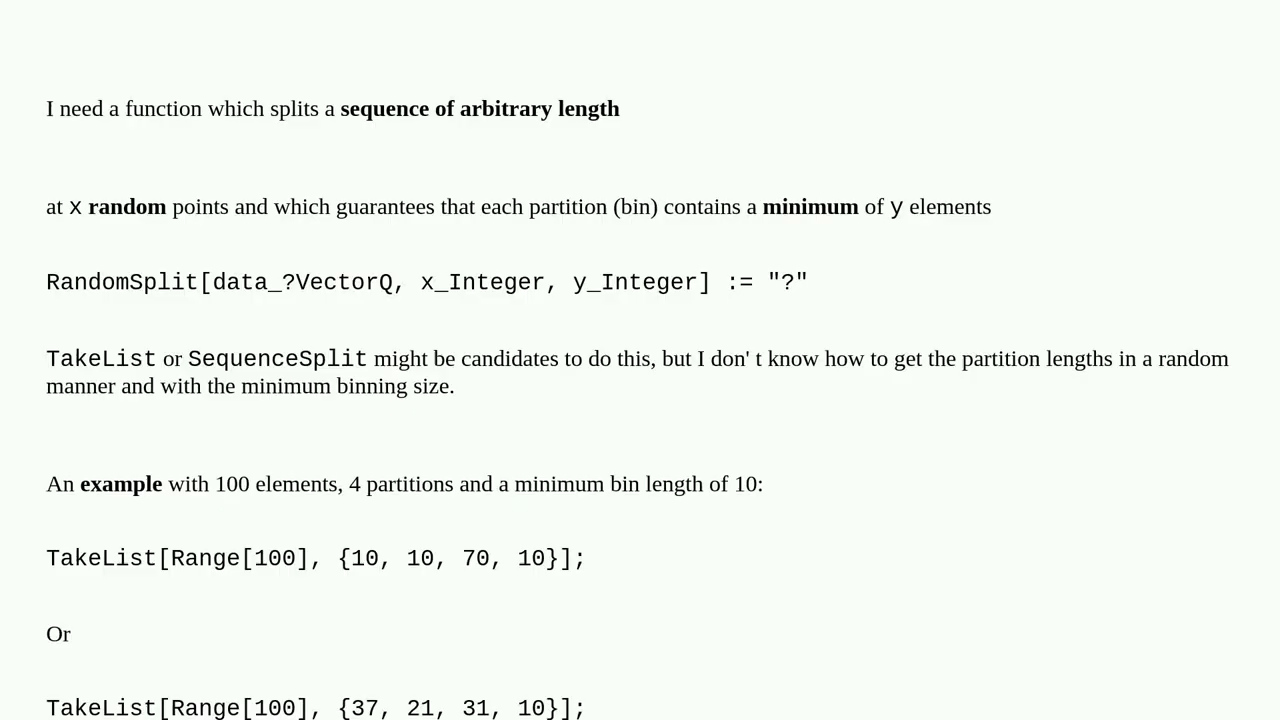 I need a function which splits a sequence of arbitrary length
at x random points and which guarantees that each partition (bin) contains a minimum of y elements
RandomSplit[data_?VectorQ, x_Integer, y_Integer] := "?"
TakeList or SequenceSplit might be candidates to do this, but I don' t know how to get the partition lengths in a random
manner and with the minimum binning size.
An example with 100 elements, 4 partitions and a minimum bin length of 10:
TakeList[Range[100], {10, 10, 70, 10}];
Or
TakeList[Range[100], {37, 21, 31, 10}];